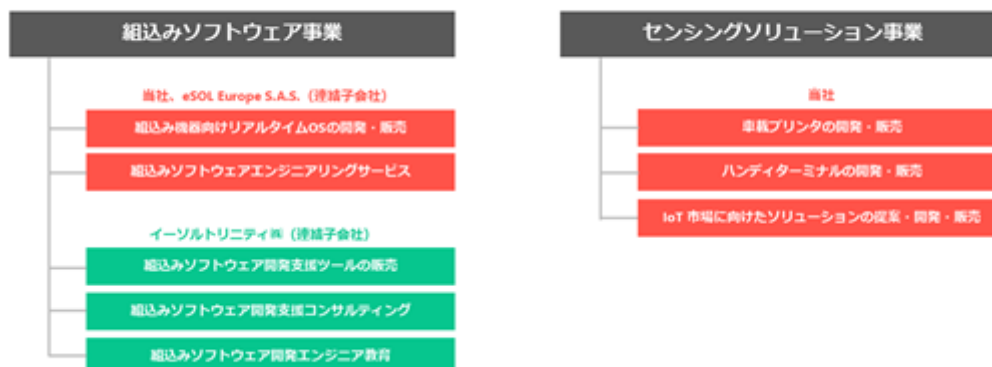 組込みソフトウェア事業
当社、eSOL Europe S.A.S.（連結子会社）
組込み機器向けリアルタイムOSの開発・販売
組込みソフトウェアエンジニアリングサービス
イーソルトリニティ㈱（連結子会社）
組込みソフトウェア開発支援ツールの販売
組込みソフトウェア開発支援コンサルティング
組込みソフトウェア開発エンジニア教育
センシングソリューション事業
当社
車載プリンタの開発・販売
ハンディターミナルの開発・販売
IoT 市場に向けたソリューションの提案・開発・販売